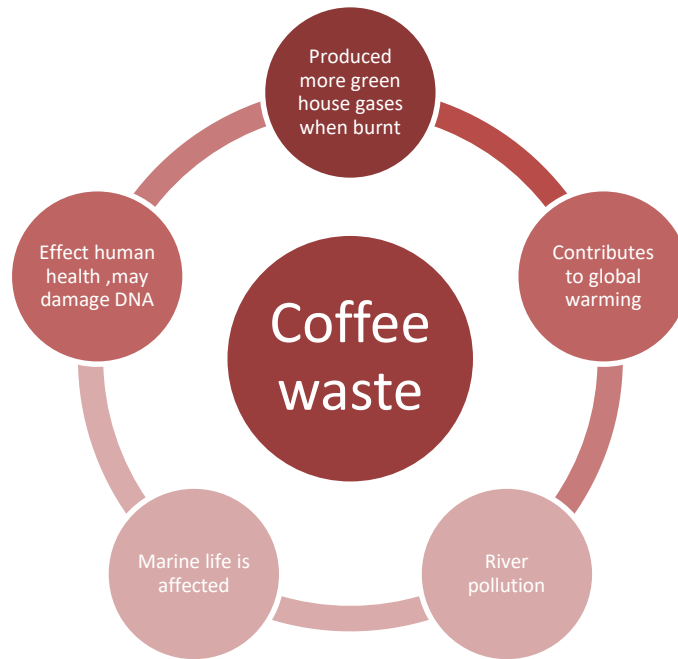 Produced
more green
house gases
when burnt
Effect human
health ,may
damage DNA
Contributes
to global
warming
Coffee
waste
Marine life is
affected
River
pollution